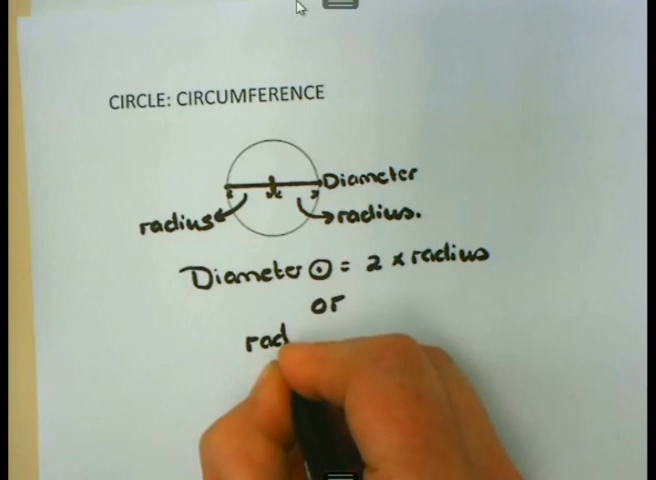 CIRCLE: CIRCUMFERENCE
Diameter
radius
radius.
Diameter ⊙ = 2 × radius
or
rad